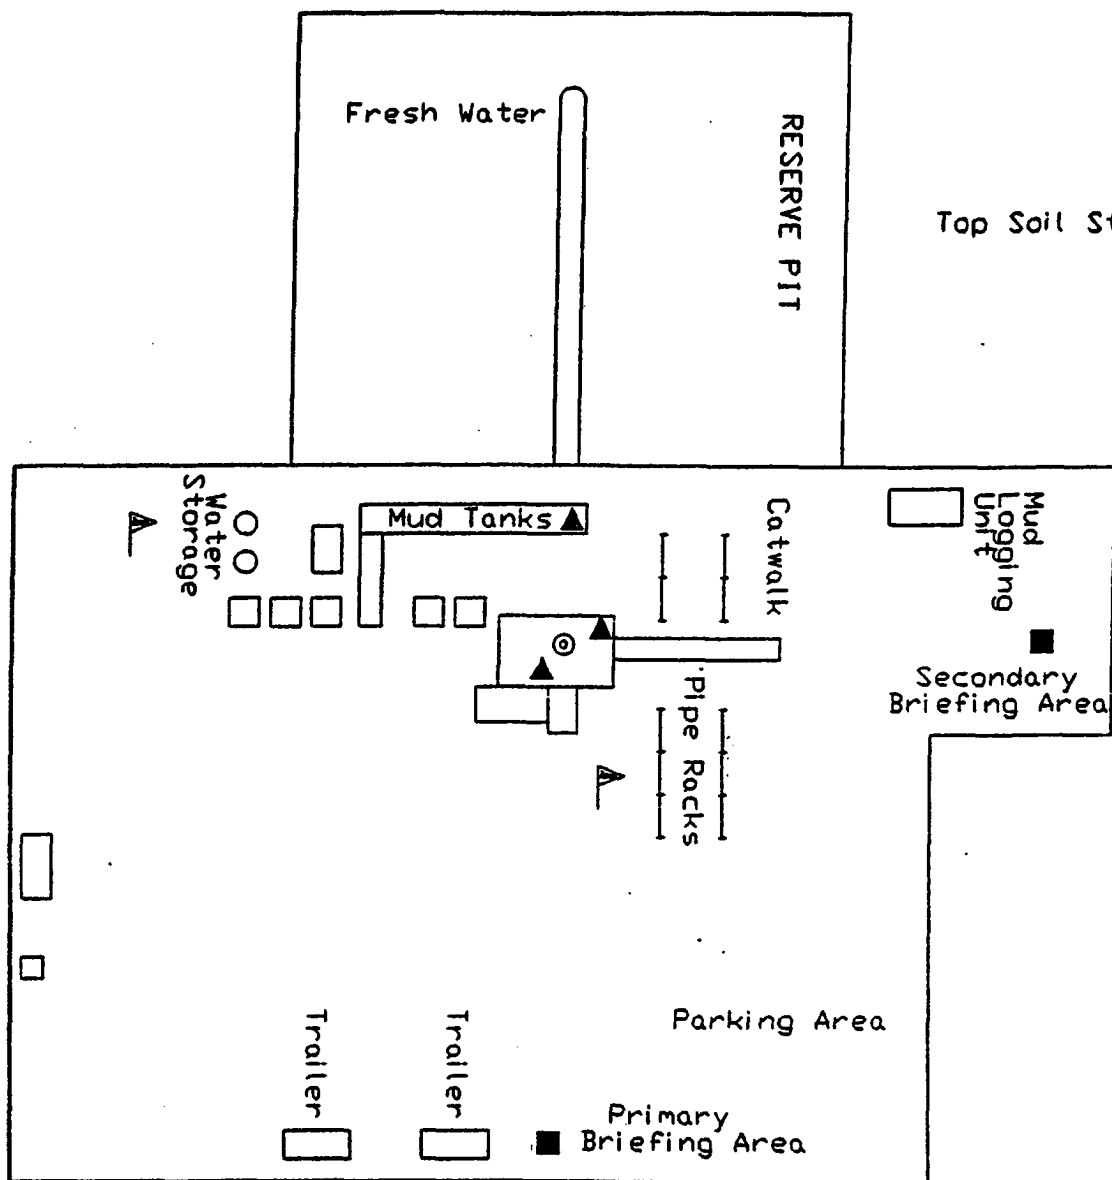 Fresh Water
RESERVE PIT
Top Soil
Water
Storage
Mud Tanks
Catwalk
Mud
Logging
Unit
Secondary
Briefing Area
Pipe Racks
Parking Area
Trailer
Trailer
Primary
Briefing Area